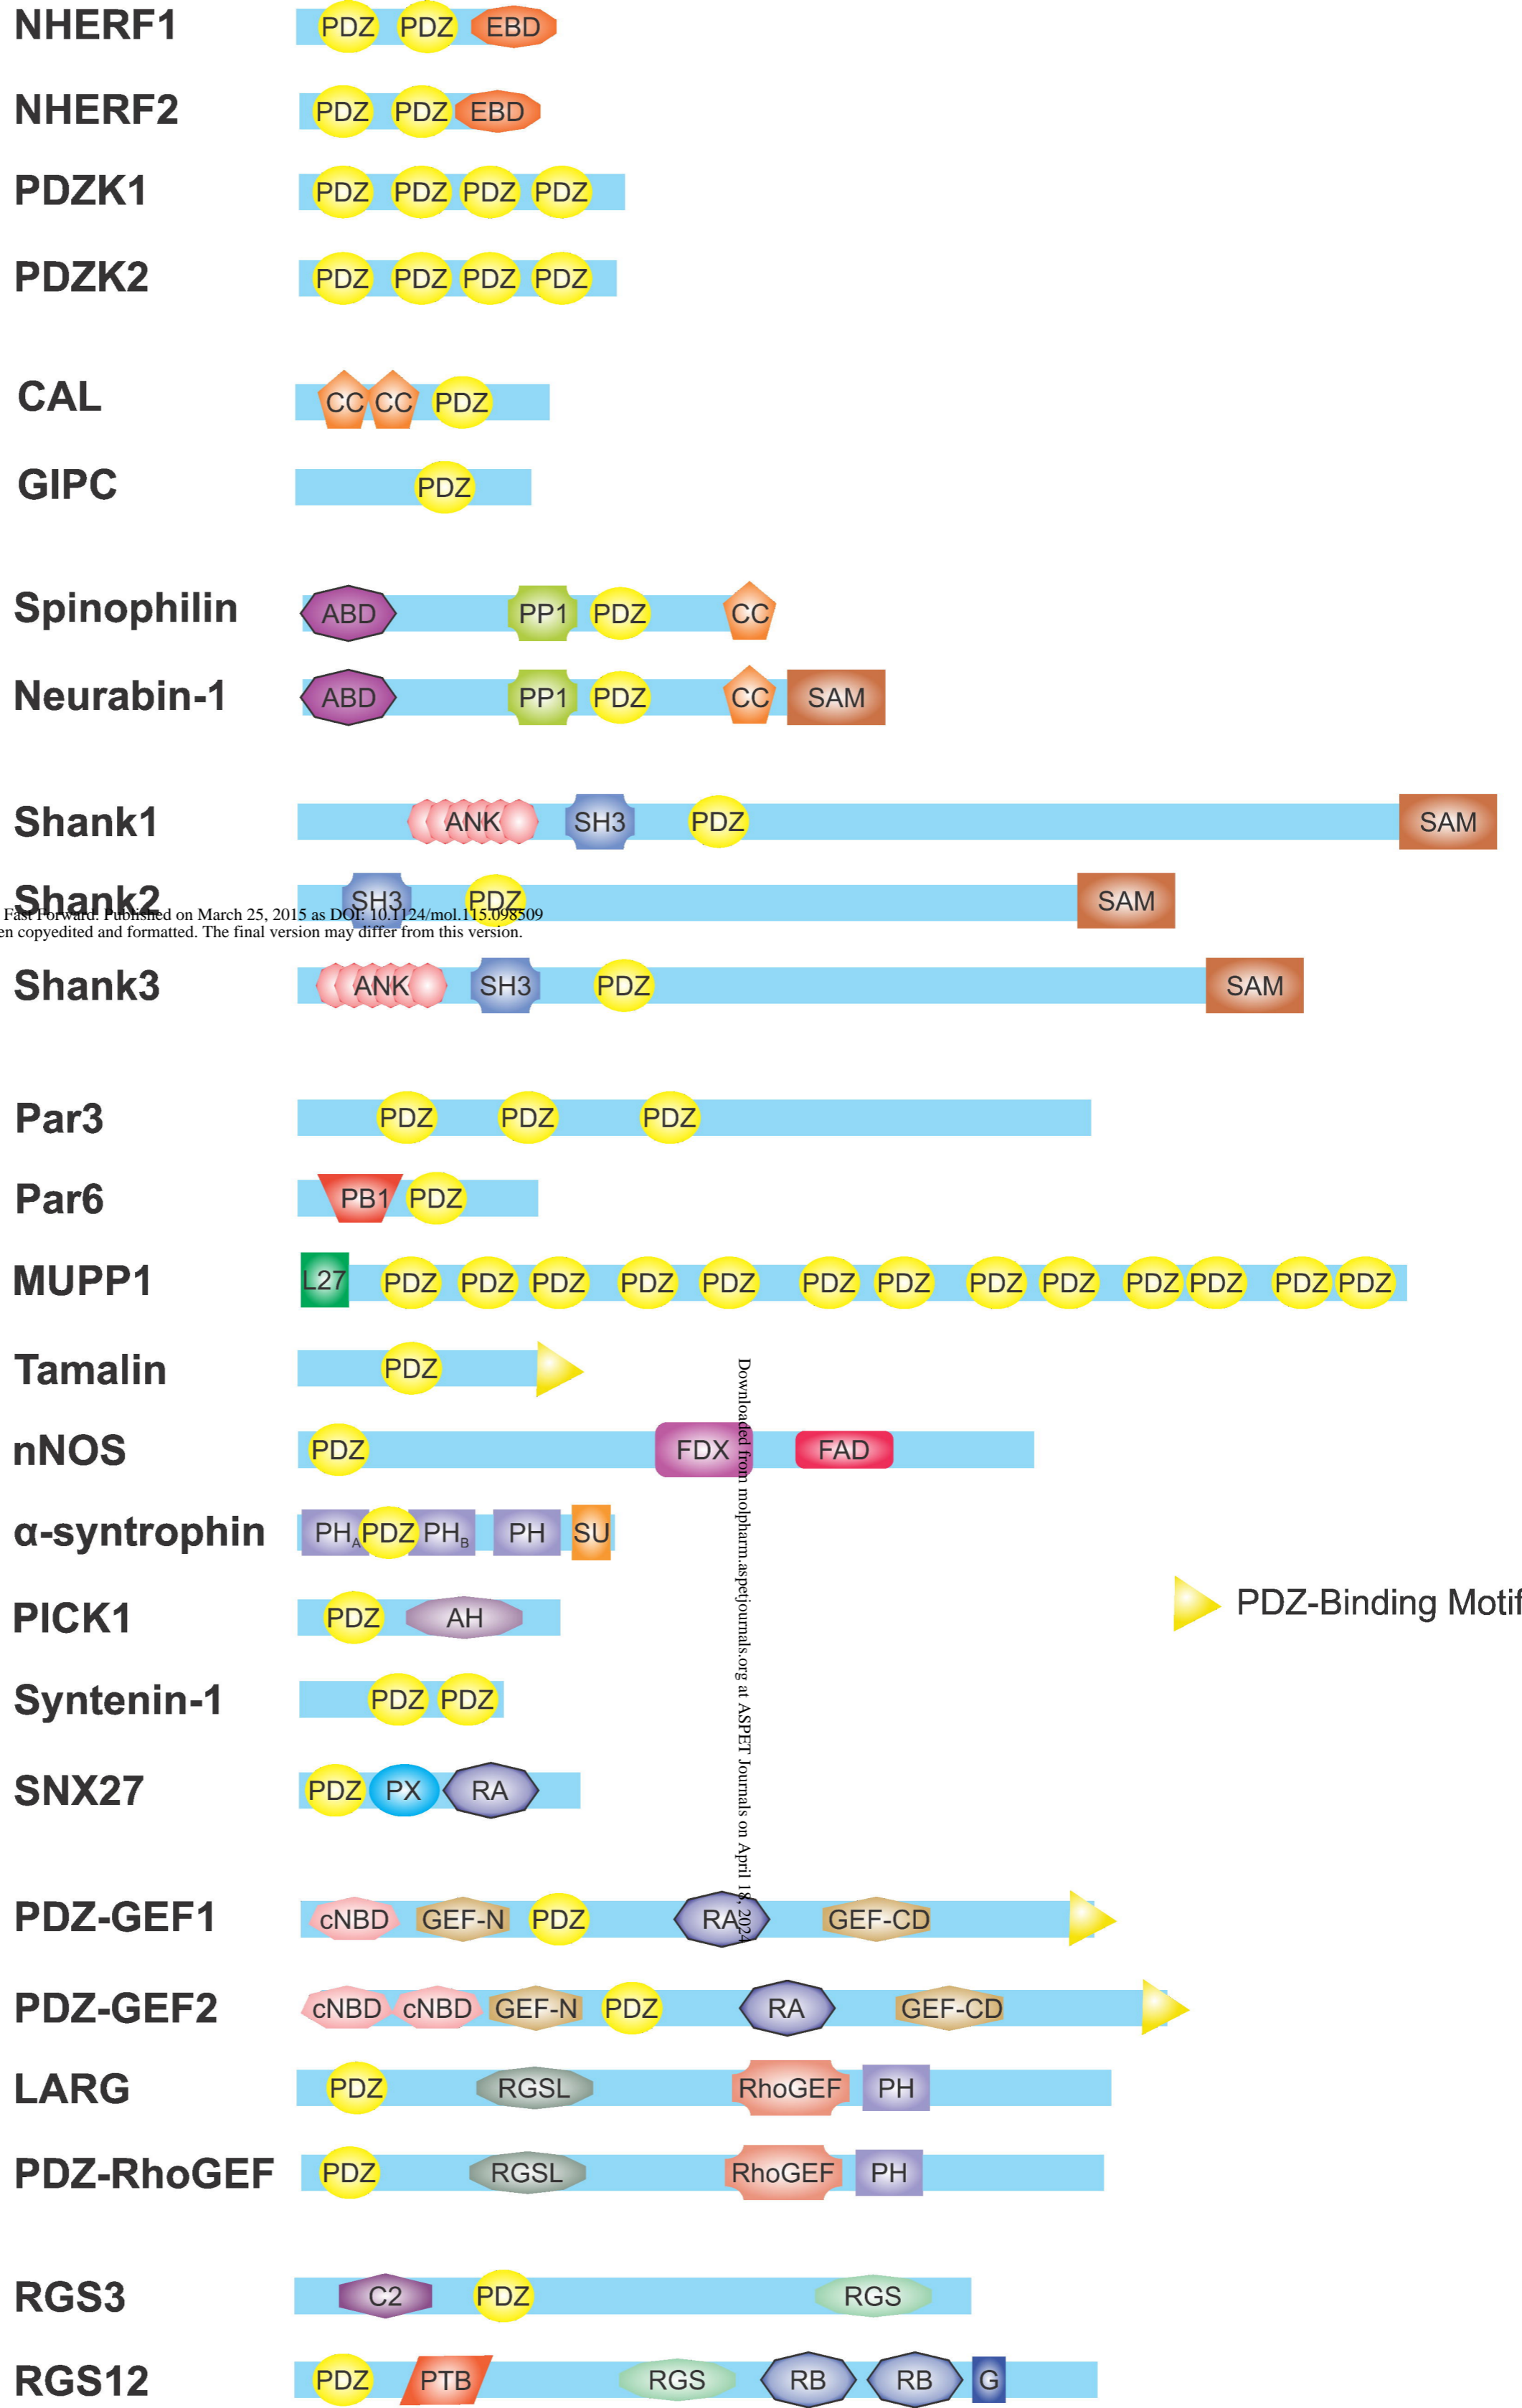 NHERF1 PDZ PDZ EBD
NHERF2 PDZ PDZ EBD
PDZK1 PDZ PDZ PDZ PDZ
PDZK2 PDZ PDZ PDZ PDZ
CAL CC CC PDZ
GIPC PDZ
Spinophilin ABD PP1 PDZ CC
Neurabin-1 ABD PP1 PDZ CC SAM
Shank1 ANK SH3 PDZ SAM
Shank2 SH3 PDZ SAM
Fast Forward. Published on March 25, 2015 as DOI: 10.1124/mol.115.098509
en copyedited and formatted. The final version may differ from this version.
Shank3 ANK SH3 PDZ SAM
Par3 PDZ PDZ PDZ
Par6 PB1 PDZ
MUPP1 L27 PDZ PDZ PDZ PDZ PDZ PDZ PDZ PDZ PDZ PDZ PDZ PDZ PDZ
Tamalin PDZ
nNOS PDZ FDX FAD
α-syntrophin PHA PDZ PHB PH SU
PICK1 PDZ AH
PDZ-Binding Motif
Syntenin-1 PDZ PDZ
SNX27 PDZ PX RA
Downloaded from molpharm.aspetjournals.org at ASPET Journals on April 18, 2024
PDZ-GEF1 cNBD GEF-N PDZ RA GEF-CD
PDZ-GEF2 cNBD cNBD GEF-N PDZ RA GEF-CD
LARG PDZ RGSL RhoGEF PH
PDZ-RhoGEF PDZ RGSL RhoGEF PH
RGS3 C2 PDZ RGS
RGS12 PDZ PTB RGS RB RB G